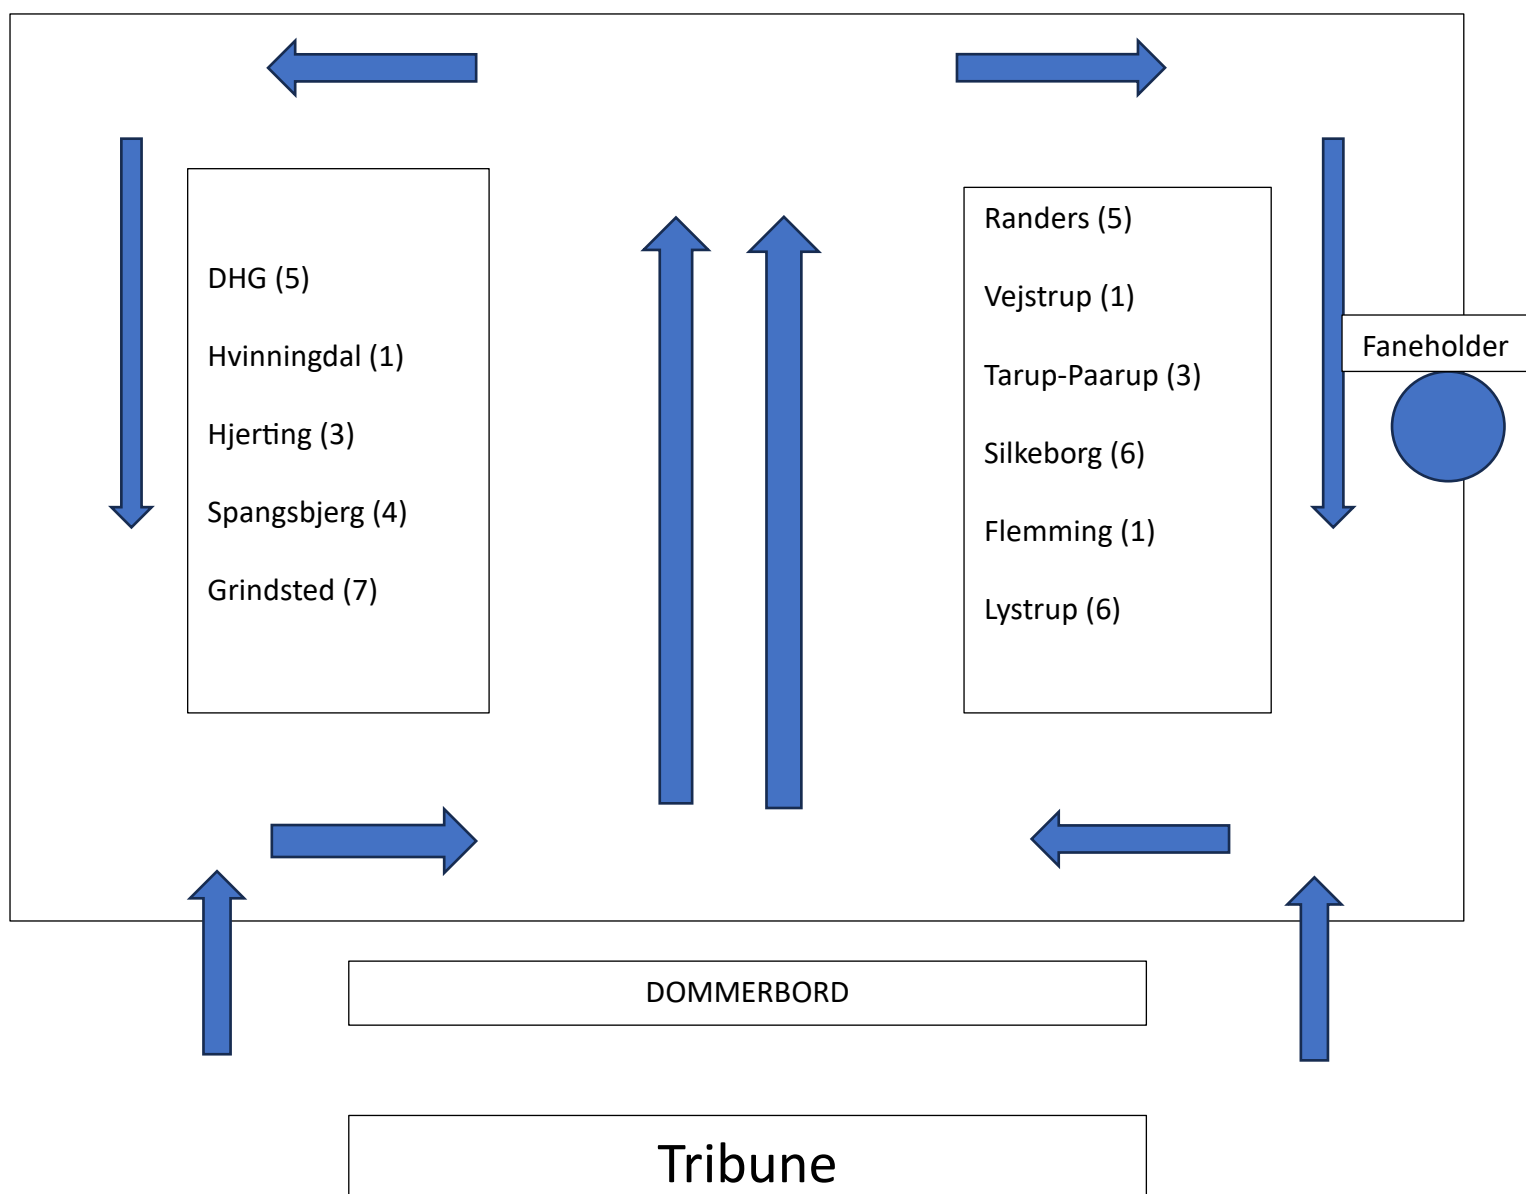 DHG (5)
Hvinningdal (1)
Hjerting (3)
Spangsbjerg (4)
Grindsted (7)
Randers (5)
Vejstrup (1)
Tarup-Paarup (3)
Silkeborg (6)
Flemming (1)
Lystrup (6)
Faneholder
DOMMERBORD
Tribune